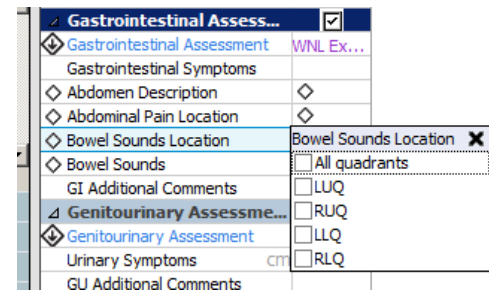 Gastrointestinal Assess...
Gastrointestinal Assessment WNL Ex...
Gastrointestinal Symptoms
Abdomen Description
Abdominal Pain Location
Bowel Sounds Location
Bowel Sounds
GI Additional Comments
Genitourinary Assessme...
Genitourinary Assessment
Urinary Symptoms cm
GU Additional Comments
Bowel Sounds Location
All quadrants
LUQ
RUQ
LLQ
RLQ